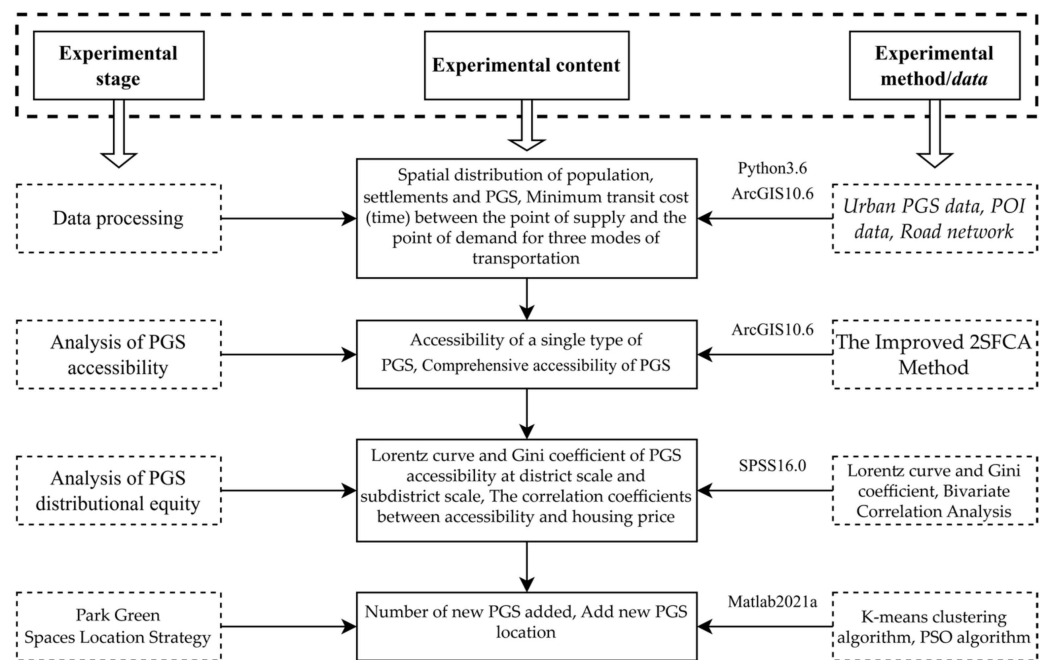 Experimental
stage
Experimental content
Experimental
method/data
Data processing
Spatial distribution of population,
settlements and PGS, Minimum transit cost
(time) between the point of supply and the
point of demand for three modes of
transportation
Python3.6
ArcGIS10.6
Urban PGS data, POI
data, Road network
Analysis of PGS
accessibility
Accessibility of a single type of
PGS, Comprehensive accessibility of PGS
ArcGIS10.6
The Improved 2SFCA
Method
Analysis of PGS
distributional equity
Lorentz curve and Gini coefficient of PGS
accessibility at district scale and
subdistrict scale, The correlation coefficients
between accessibility and housing price
SPSS16.0
Lorentz curve and Gini
coefficient, Bivariate
Correlation Analysis
Park Green
Spaces Location Strategy
Number of new PGS added, Add new PGS
location
Matlab2021a
K-means clustering
algorithm, PSO algorithm